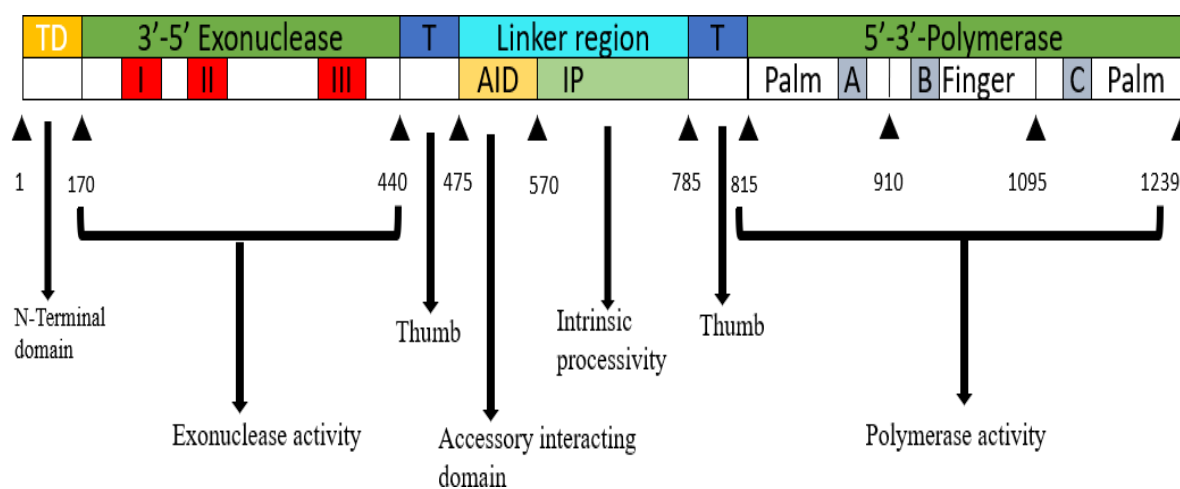 TD 3'-5' Exonuclease T Linker region T 5'-3'-Polymerase
I II III AID IP Palm A B Finger C Palm
1 170 440 475 570 785 815 910 1095 1239
N-Terminal
domain
Thumb
Intrinsic
processivity
Thumb
Exonuclease activity
Accessory interacting
domain
Polymerase activity